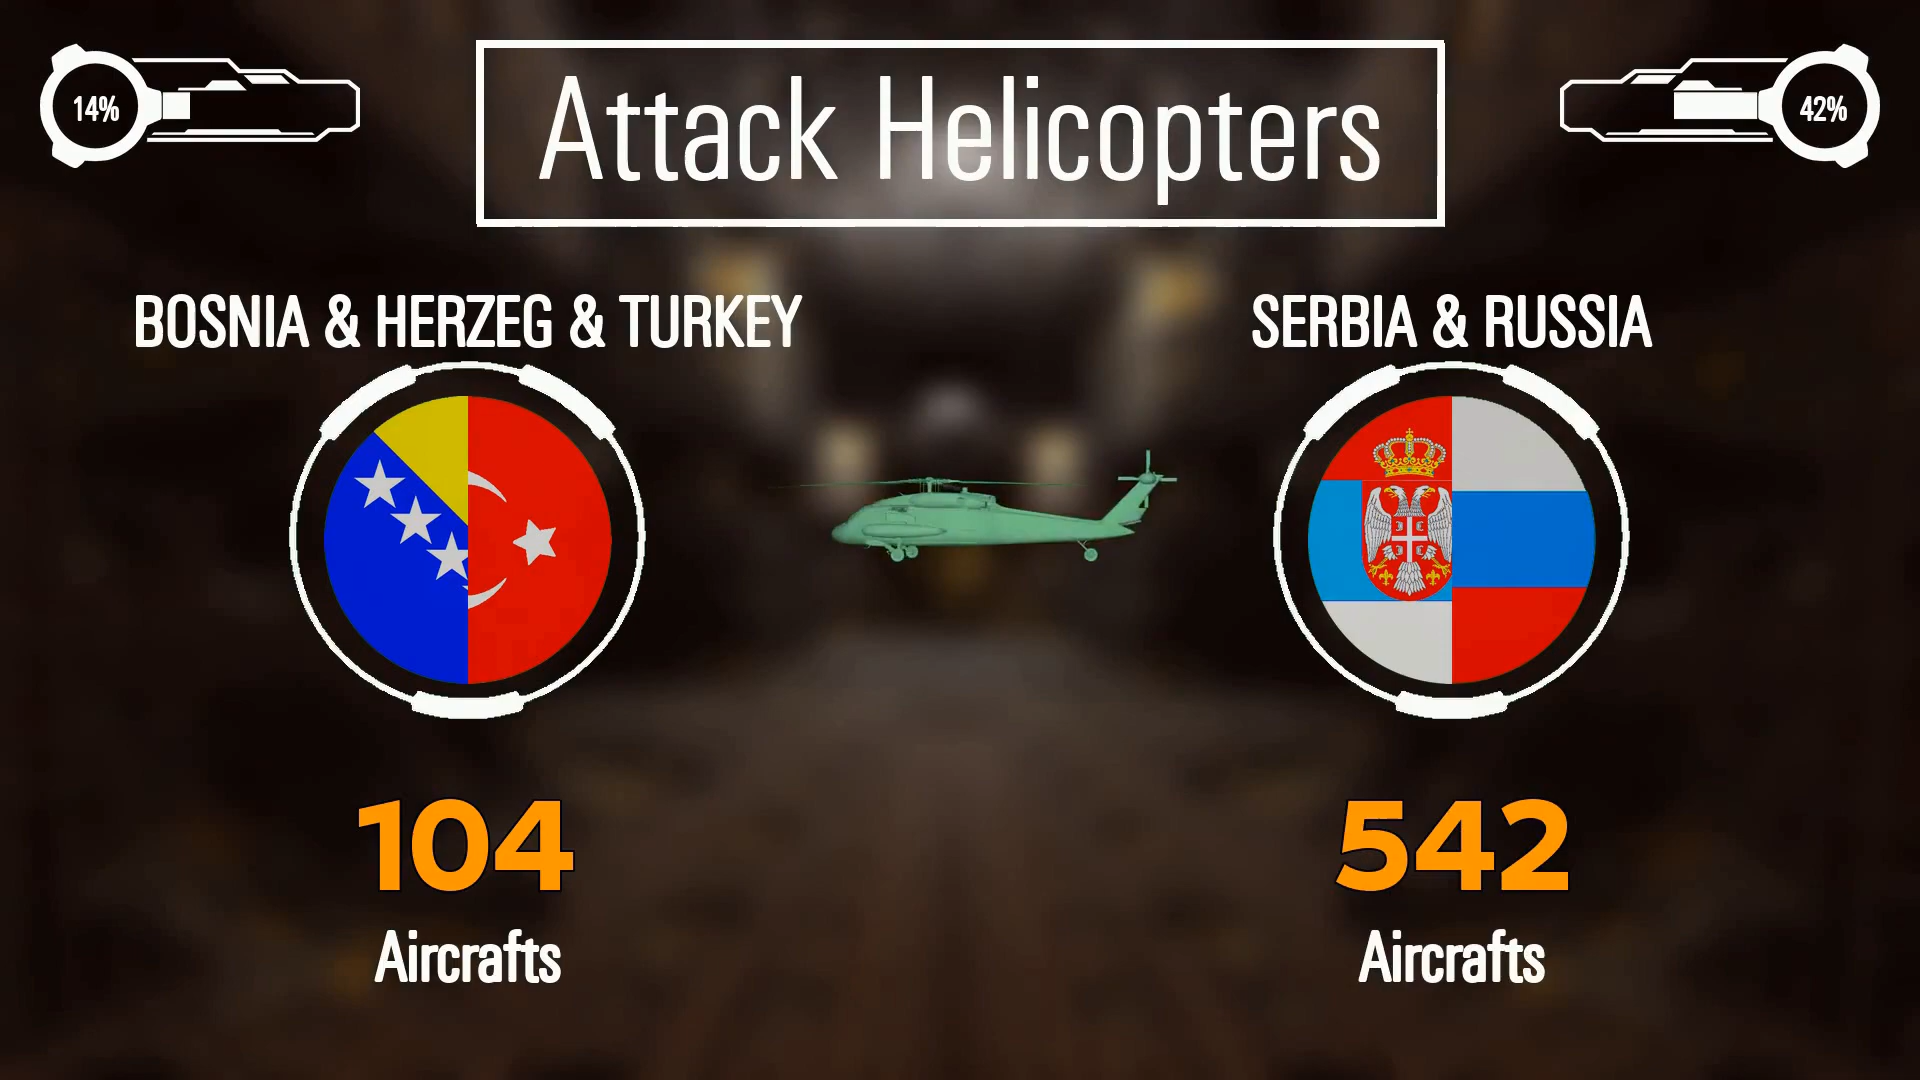 14%
Attack Helicopters
42%
BOSNIA & HERZEG & TURKEY
SERBIA & RUSSIA
104
Aircrafts
542
Aircrafts